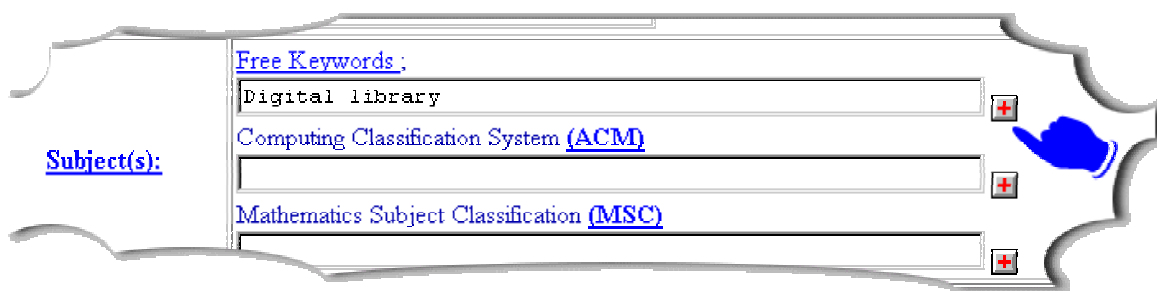 Free Keywords ;
Digital library
Computing Classification System (ACM)
Subject(s):
Mathematics Subject Classification (MSC)